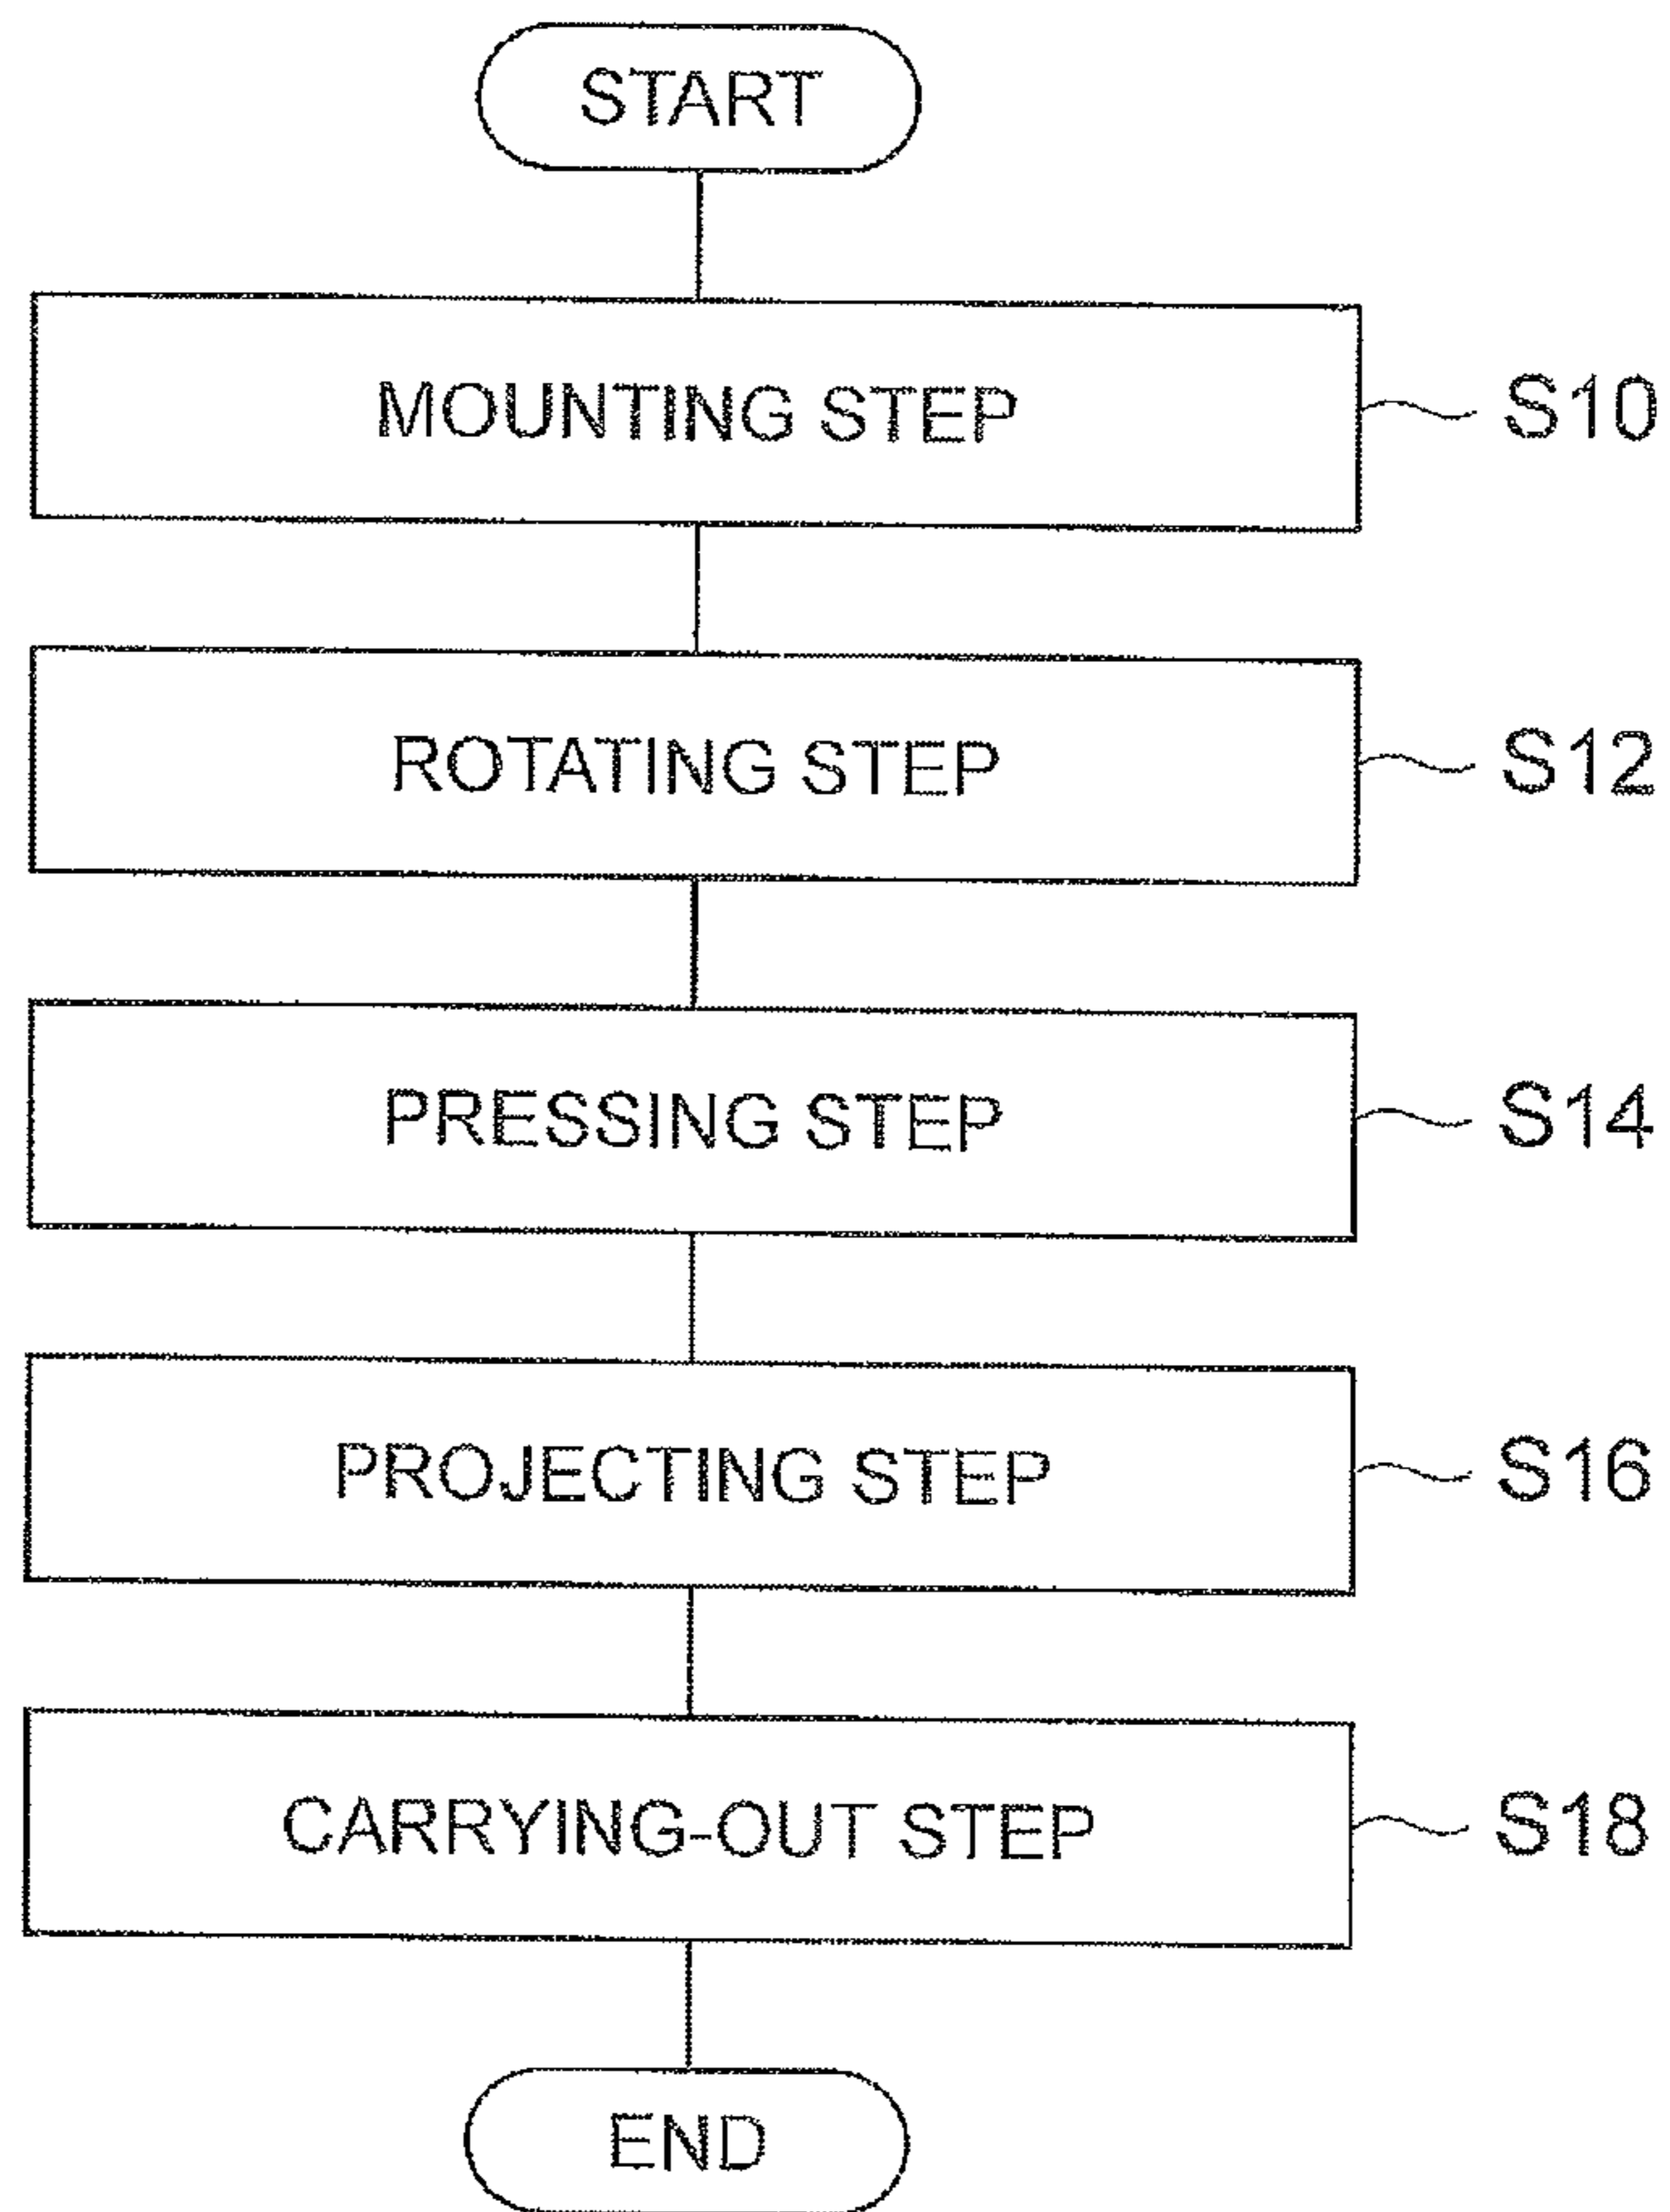 START
MOUNTING STEP
S10
ROTATING STEP
S12
PRESSING STEP
S14
PROJECTING STEP
S16
CARRYING-OUT STEP
S18
END